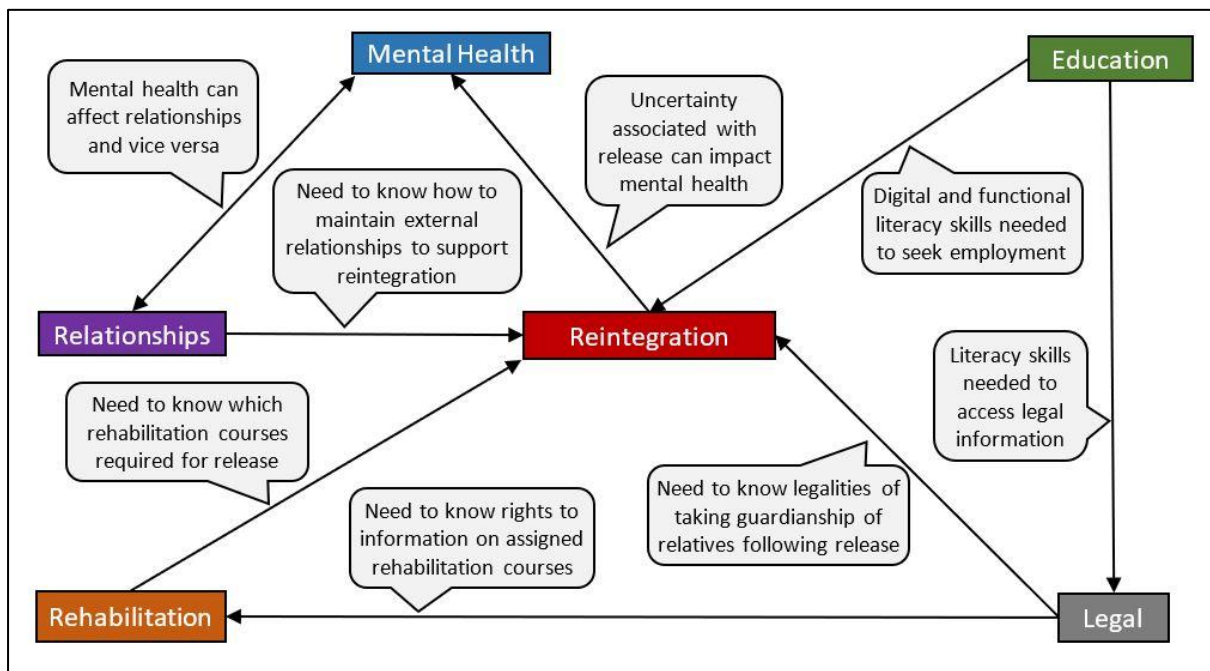 Mental Health
Education
Mental health can
affect relationships
and vice versa
Uncertainty
associated with
release can impact
mental health
Need to know how to
maintain external
relationships to support
reintegration
Digital and functional
literacy skills needed
to seek employment
Relationships
Reintegration
Literacy skills
needed to
access legal
information
Need to know which
rehabilitation courses
required for release
Need to know legalities of
taking guardianship of
relatives following release
Need to know rights to
information on assigned
rehabilitation courses
Rehabilitation
Legal